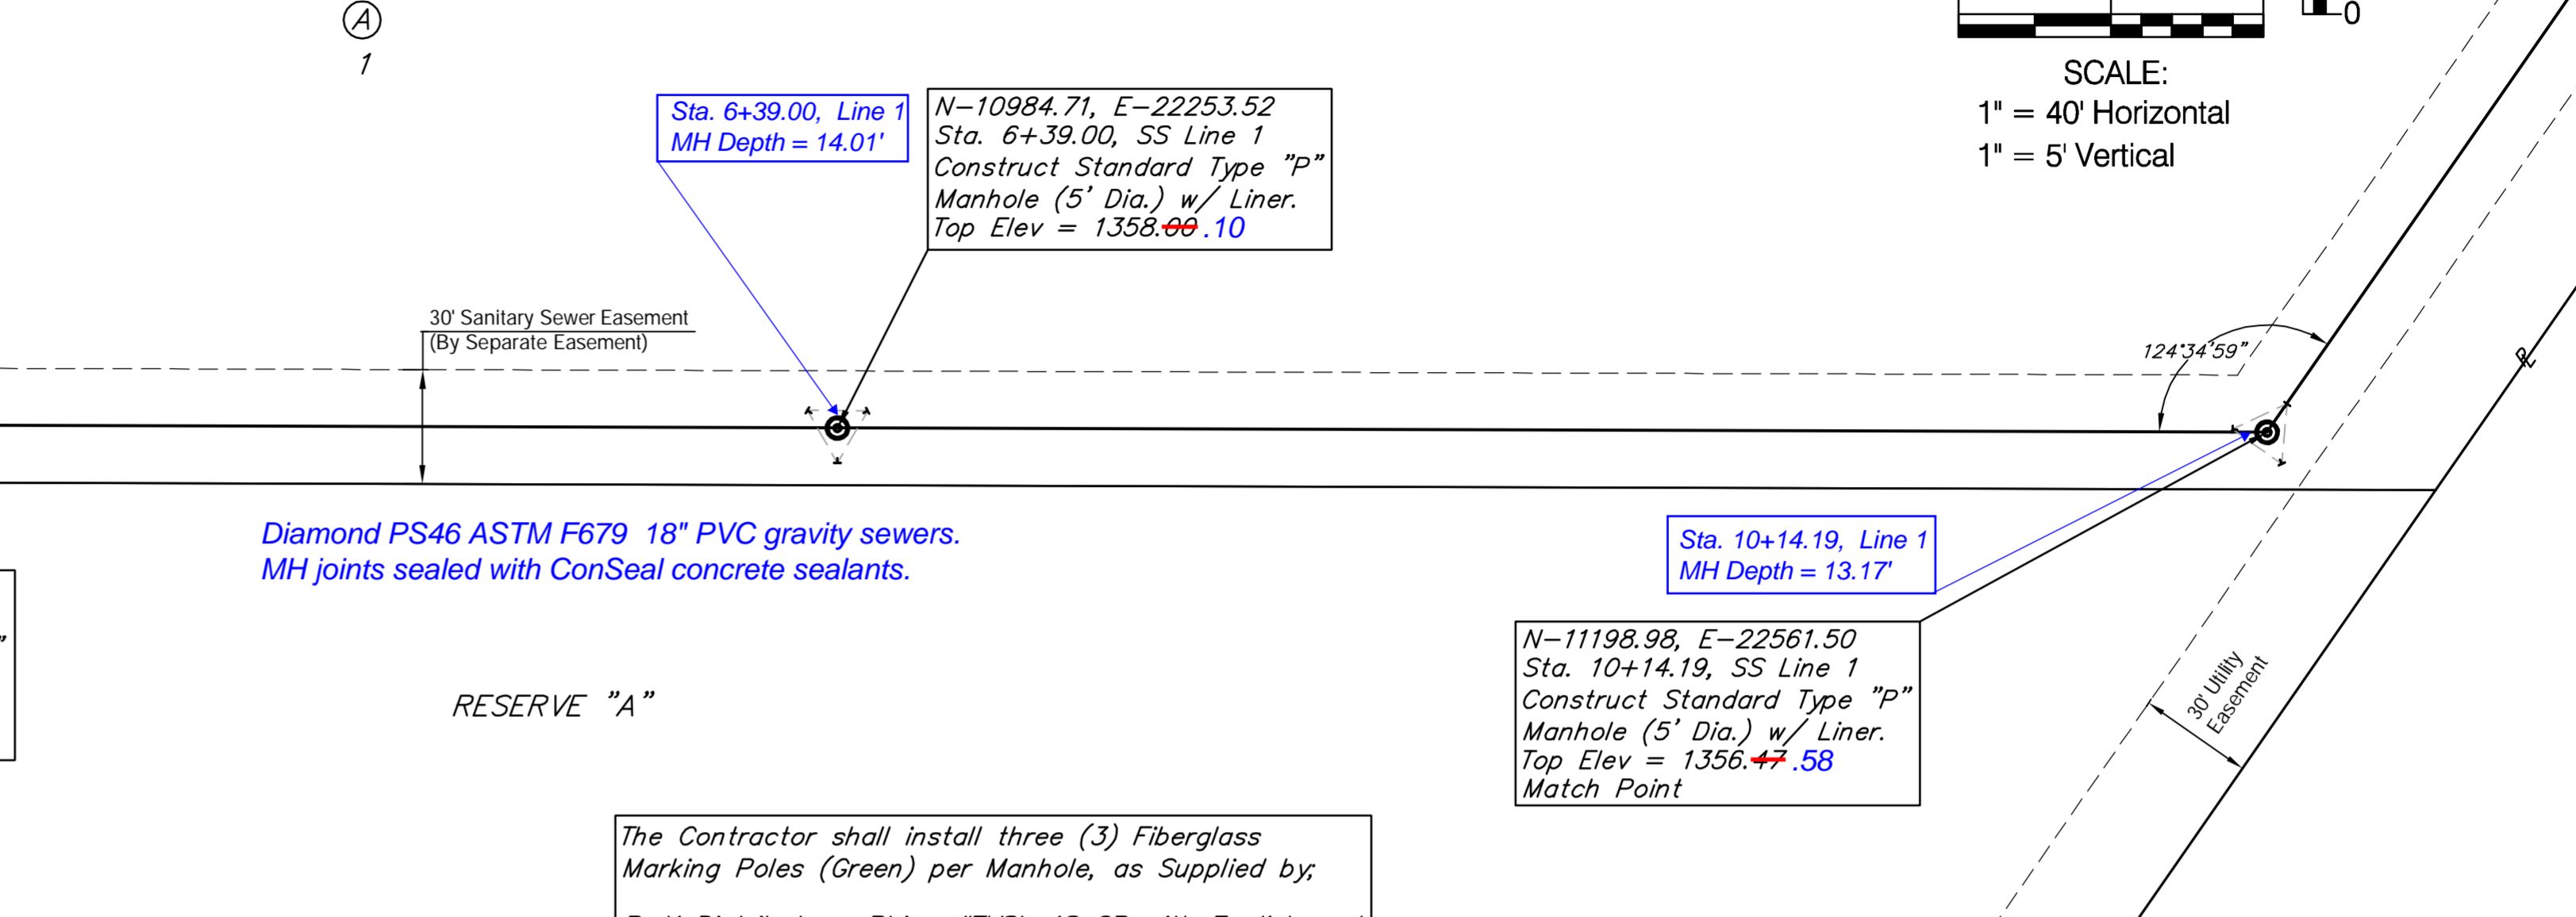 A
1
0
SCALE:
1" = 40' Horizontal
1" = 5' Vertical
Sta. 6+39.00, Line 1
MH Depth = 14.01'
N-10984.71, E-22253.52
Sta. 6+39.00, SS Line 1
Construct Standard Type "P"
Manhole (5' Dia.) w/ Liner.
Top Elev = 1358.00 .10
30' Sanitary Sewer Easement
(By Separate Easement)
124°34'59"
PL
Diamond PS46 ASTM F679 18" PVC gravity sewers.
MH joints sealed with ConSeal concrete sealants.
Sta. 10+14.19, Line 1
MH Depth = 13.17'
N-11198.98, E-22561.50
Sta. 10+14.19, SS Line 1
Construct Standard Type "P"
Manhole (5' Dia.) w/ Liner.
Top Elev = 1356.47 .58
Match Point
30' Utility
Easement
"
RESERVE "A"
The Contractor shall install three (3) Fiberglass
Marking Poles (Green) per Manhole, as Supplied by;